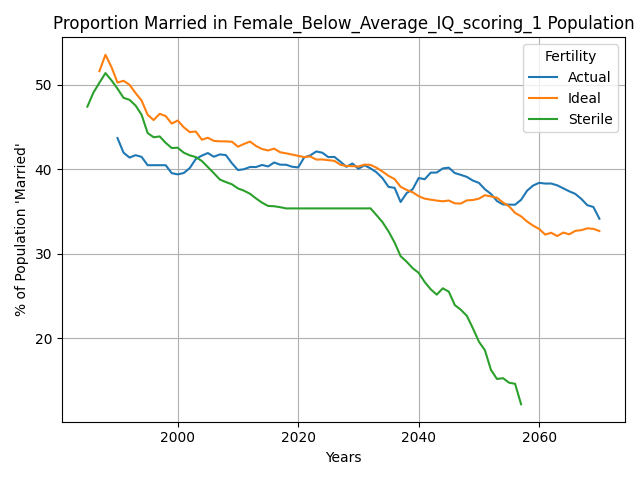 Proportion Married in Female_Below_Average_IQ_scoring_1 Population
Fertility
Actual
Ideal
Sterile
% of Population 'Married'
50
40
30
20
2000
2020
2040
2060
Years